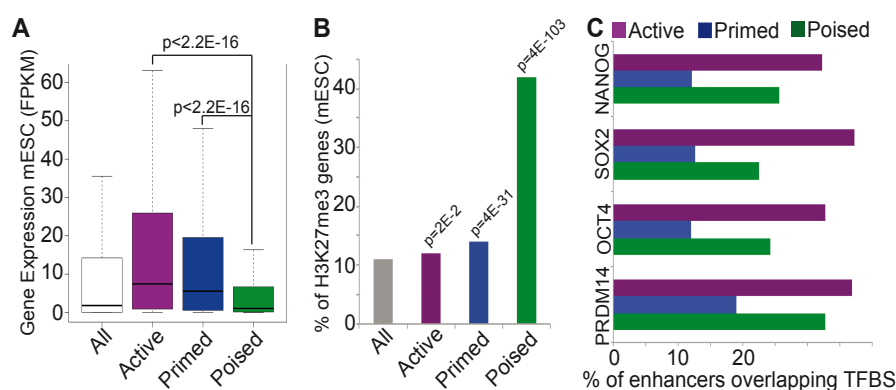 A
Gene Expression mESC (FPKM)
60
50
40
30
20
10
0
p<2.2E-16
p<2.2E-16
All
Active
Primed
Poised
B
% of H3K27me3 genes (mESC)
40
30
20
10
0
p=2E-2
p=4E-31
p=4E-103
All
Active
Primed
Poised
C
Active Primed Poised
NANOG
SOX2
OCT4
PRDM14
0 10 20
% of enhancers overlapping TFBS